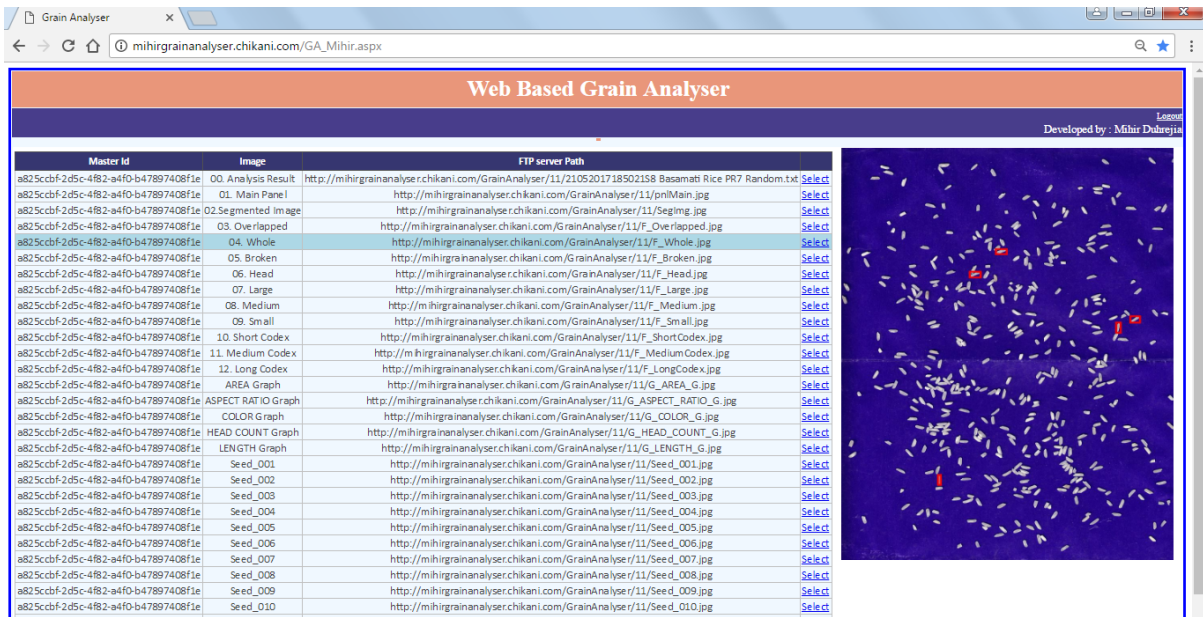 Grain Analyser
mihirgrainanalyser.chikani.com/GA_Mihir.aspx
Web Based Grain Analyser
Logout
Developed by : Mihir Duhrejia
Master Id Image FTP server Path
a825ccbf-2d5c-4f82-a4f0-b47897408f1e 00. Analysis Result http://mihirgrainanalyser.chikani.com/GrainAnalyser/11/21052017185021S8 Basamati Rice PR7 Random.txt Select
a825ccbf-2d5c-4f82-a4f0-b47897408f1e 01. Main Panel http://mihirgrainanalyser.chikani.com/GrainAnalyser/11/pnlMain.jpg Select
a825ccbf-2d5c-4f82-a4f0-b47897408f1e 02.Segmented Image http://mihirgrainanalyser.chikani.com/GrainAnalyser/11/SegImg.jpg Select
a825ccbf-2d5c-4f82-a4f0-b47897408f1e 03. Overlapped http://mihirgrainanalyser.chikani.com/GrainAnalyser/11/F_Overlapped.jpg Select
a825ccbf-2d5c-4f82-a4f0-b47897408f1e 04. Whole http://mihirgrainanalyser.chikani.com/GrainAnalyser/11/F_Whole.jpg Select
a825ccbf-2d5c-4f82-a4f0-b47897408f1e 05. Broken http://mihirgrainanalyser.chikani.com/GrainAnalyser/11/F_Broken.jpg Select
a825ccbf-2d5c-4f82-a4f0-b47897408f1e 06. Head http://mihirgrainanalyser.chikani.com/GrainAnalyser/11/F_Head.jpg Select
a825ccbf-2d5c-4f82-a4f0-b47897408f1e 07. Large http://mihirgrainanalyser.chikani.com/GrainAnalyser/11/F_Large.jpg Select
a825ccbf-2d5c-4f82-a4f0-b47897408f1e 08. Medium http://mihirgrainanalyser.chikani.com/GrainAnalyser/11/F_Medium.jpg Select
a825ccbf-2d5c-4f82-a4f0-b47897408f1e 09. Small http://mihirgrainanalyser.chikani.com/GrainAnalyser/11/F_Small.jpg Select
a825ccbf-2d5c-4f82-a4f0-b47897408f1e 10. Short Codex http://mihirgrainanalyser.chikani.com/GrainAnalyser/11/F_ShortCodex.jpg Select
a825ccbf-2d5c-4f82-a4f0-b47897408f1e 11. Medium Codex http://mihirgrainanalyser.chikani.com/GrainAnalyser/11/F_MediumCodex.jpg Select
a825ccbf-2d5c-4f82-a4f0-b47897408f1e 12. Long Codex http://mihirgrainanalyser.chikani.com/GrainAnalyser/11/F_LongCodex.jpg Select
a825ccbf-2d5c-4f82-a4f0-b47897408f1e AREA Graph http://mihirgrainanalyser.chikani.com/GrainAnalyser/11/G_AREA_G.jpg Select
a825ccbf-2d5c-4f82-a4f0-b47897408f1e ASPECT RATIO Graph http://mihirgrainanalyser.chikani.com/GrainAnalyser/11/G_ASPECT_RATIO_G.jpg Select
a825ccbf-2d5c-4f82-a4f0-b47897408f1e COLOR Graph http://mihirgrainanalyser.chikani.com/GrainAnalyser/11/G_COLOR_G.jpg Select
a825ccbf-2d5c-4f82-a4f0-b47897408f1e HEAD COUNT Graph http://mihirgrainanalyser.chikani.com/GrainAnalyser/11/G_HEAD_COUNT_G.jpg Select
a825ccbf-2d5c-4f82-a4f0-b47897408f1e LENGTH Graph http://mihirgrainanalyser.chikani.com/GrainAnalyser/11/G_LENGTH_G.jpg Select
a825ccbf-2d5c-4f82-a4f0-b47897408f1e Seed_001 http://mihirgrainanalyser.chikani.com/GrainAnalyser/11/Seed_001.jpg Select
a825ccbf-2d5c-4f82-a4f0-b47897408f1e Seed_002 http://mihirgrainanalyser.chikani.com/GrainAnalyser/11/Seed_002.jpg Select
a825ccbf-2d5c-4f82-a4f0-b47897408f1e Seed_003 http://mihirgrainanalyser.chikani.com/GrainAnalyser/11/Seed_003.jpg Select
a825ccbf-2d5c-4f82-a4f0-b47897408f1e Seed_004 http://mihirgrainanalyser.chikani.com/GrainAnalyser/11/Seed_004.jpg Select
a825ccbf-2d5c-4f82-a4f0-b47897408f1e Seed_005 http://mihirgrainanalyser.chikani.com/GrainAnalyser/11/Seed_005.jpg Select
a825ccbf-2d5c-4f82-a4f0-b47897408f1e Seed_006 http://mihirgrainanalyser.chikani.com/GrainAnalyser/11/Seed_006.jpg Select
a825ccbf-2d5c-4f82-a4f0-b47897408f1e Seed_007 http://mihirgrainanalyser.chikani.com/GrainAnalyser/11/Seed_007.jpg Select
a825ccbf-2d5c-4f82-a4f0-b47897408f1e Seed_008 http://mihirgrainanalyser.chikani.com/GrainAnalyser/11/Seed_008.jpg Select
a825ccbf-2d5c-4f82-a4f0-b47897408f1e Seed_009 http://mihirgrainanalyser.chikani.com/GrainAnalyser/11/Seed_009.jpg Select
a825ccbf-2d5c-4f82-a4f0-b47897408f1e Seed_010 http://mihirgrainanalyser.chikani.com/GrainAnalyser/11/Seed_010.jpg Select